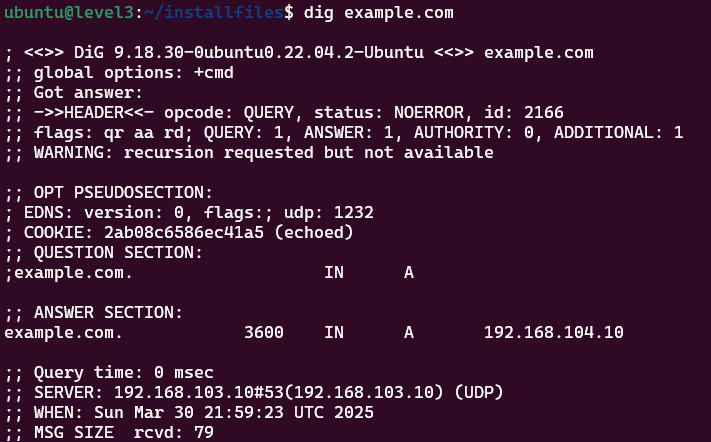 ubuntu@level3:~/installfiles$ dig example.com

; <<>> DiG 9.18.30-0ubuntu0.22.04.2-Ubuntu <<>> example.com
;; global options: +cmd
;; Got answer:
;; ->>HEADER<<- opcode: QUERY, status: NOERROR, id: 2166
;; flags: qr aa rd; QUERY: 1, ANSWER: 1, AUTHORITY: 0, ADDITIONAL: 1
;; WARNING: recursion requested but not available

;; OPT PSEUDOSECTION:
; EDNS: version: 0, flags:; udp: 1232
; COOKIE: 2ab08c6586ec41a5 (echoed)
;; QUESTION SECTION:
;example.com.                   IN      A

;; ANSWER SECTION:
example.com.            3600    IN      A       192.168.104.10

;; Query time: 0 msec
;; SERVER: 192.168.103.10#53(192.168.103.10) (UDP)
;; WHEN: Sun Mar 30 21:59:23 UTC 2025
;; MSG SIZE  rcvd: 79